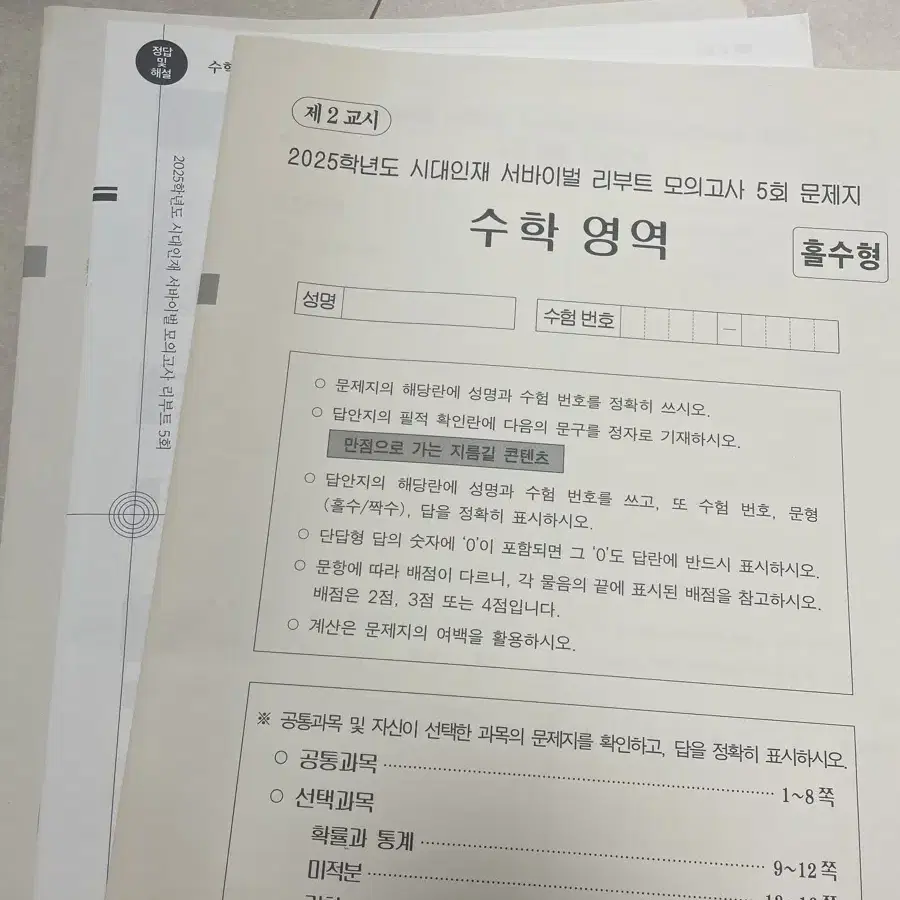 정답
및
해설
수학
2025학년도 시대인재 서바이벌 모의고사 리부트 5회
제2교시
2025학년도 시대인재 서바이벌 리부트 모의고사 5회 문제지
수학 영역
홀수형
성명
수험 번호
–
○ 문제지의 해당란에 성명과 수험 번호를 정확히 쓰시오.
○ 답안지의 필적 확인란에 다음의 문구를 정자로 기재하시오.
만점으로 가는 지름길 콘텐츠
○ 답안지의 해당란에 성명과 수험 번호를 쓰고, 또 수험 번호, 문형
(홀수/짝수), 답을 정확히 표시하시오.
○ 단답형 답의 숫자에 ‘0’이 포함되면 그 ‘0’도 답란에 반드시 표시하시오.
○ 문항에 따라 배점이 다르니, 각 물음의 끝에 표시된 배점을 참고하시오.
배점은 2점, 3점 또는 4점입니다.
○ 계산은 문제지의 여백을 활용하시오.
※ 공통과목 및 자신이 선택한 과목의 문제지를 확인하고, 답을 정확히 표시하시오.
○ 공통과목 1~8쪽
○ 선택과목
확률과 통계 9~12쪽
미적분